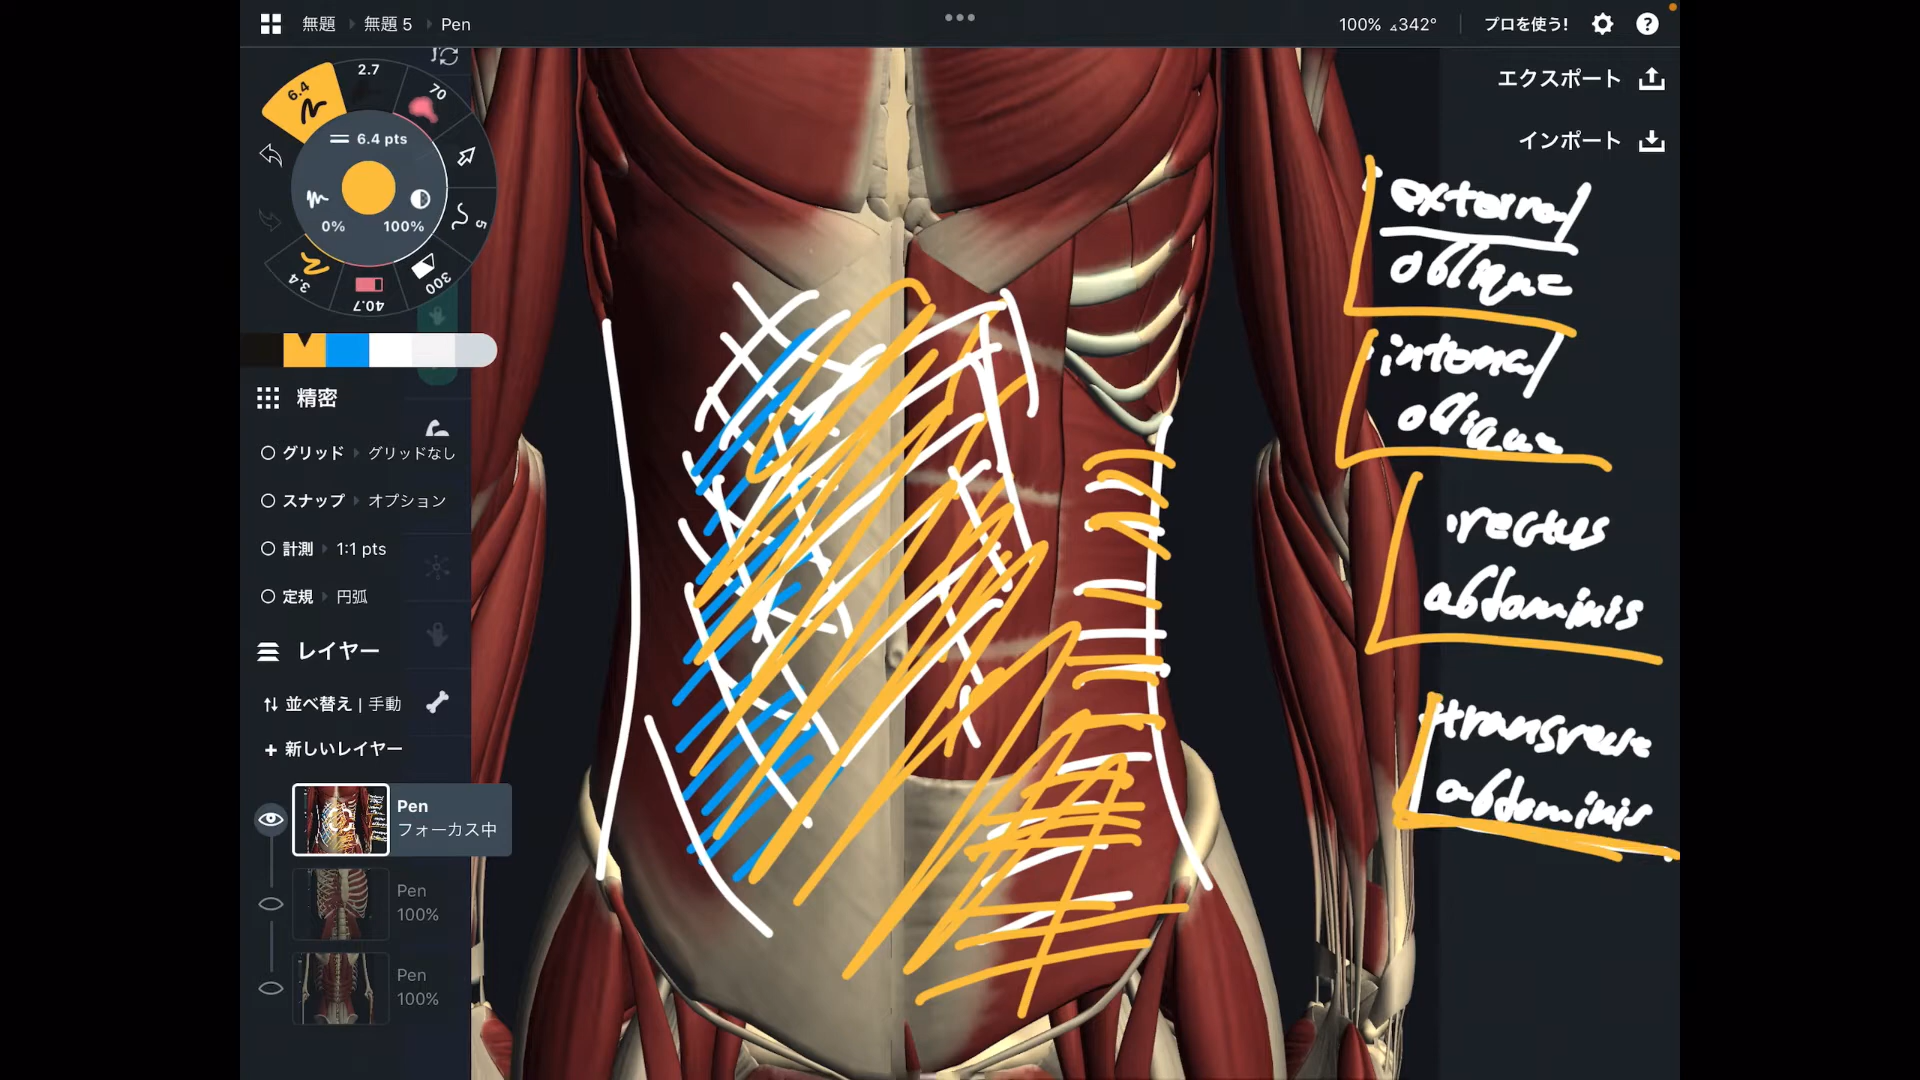 無題 無題 5 Pen
100% 342°
プロを使う!
エクスポート
インポート
2.7
6.4
70
6.4 pts
0% 100%
5
300
40.7
3.4
精密
グリッド グリッドなし
スナップ オプション
計測 1:1 pts
定規 円弧
レイヤー
並べ替え | 手動
+ 新しいレイヤー
Pen
フォーカス中
Pen
100%
Pen
100%
external
oblique
internal
oblique
rectus
abdominis
abdominis